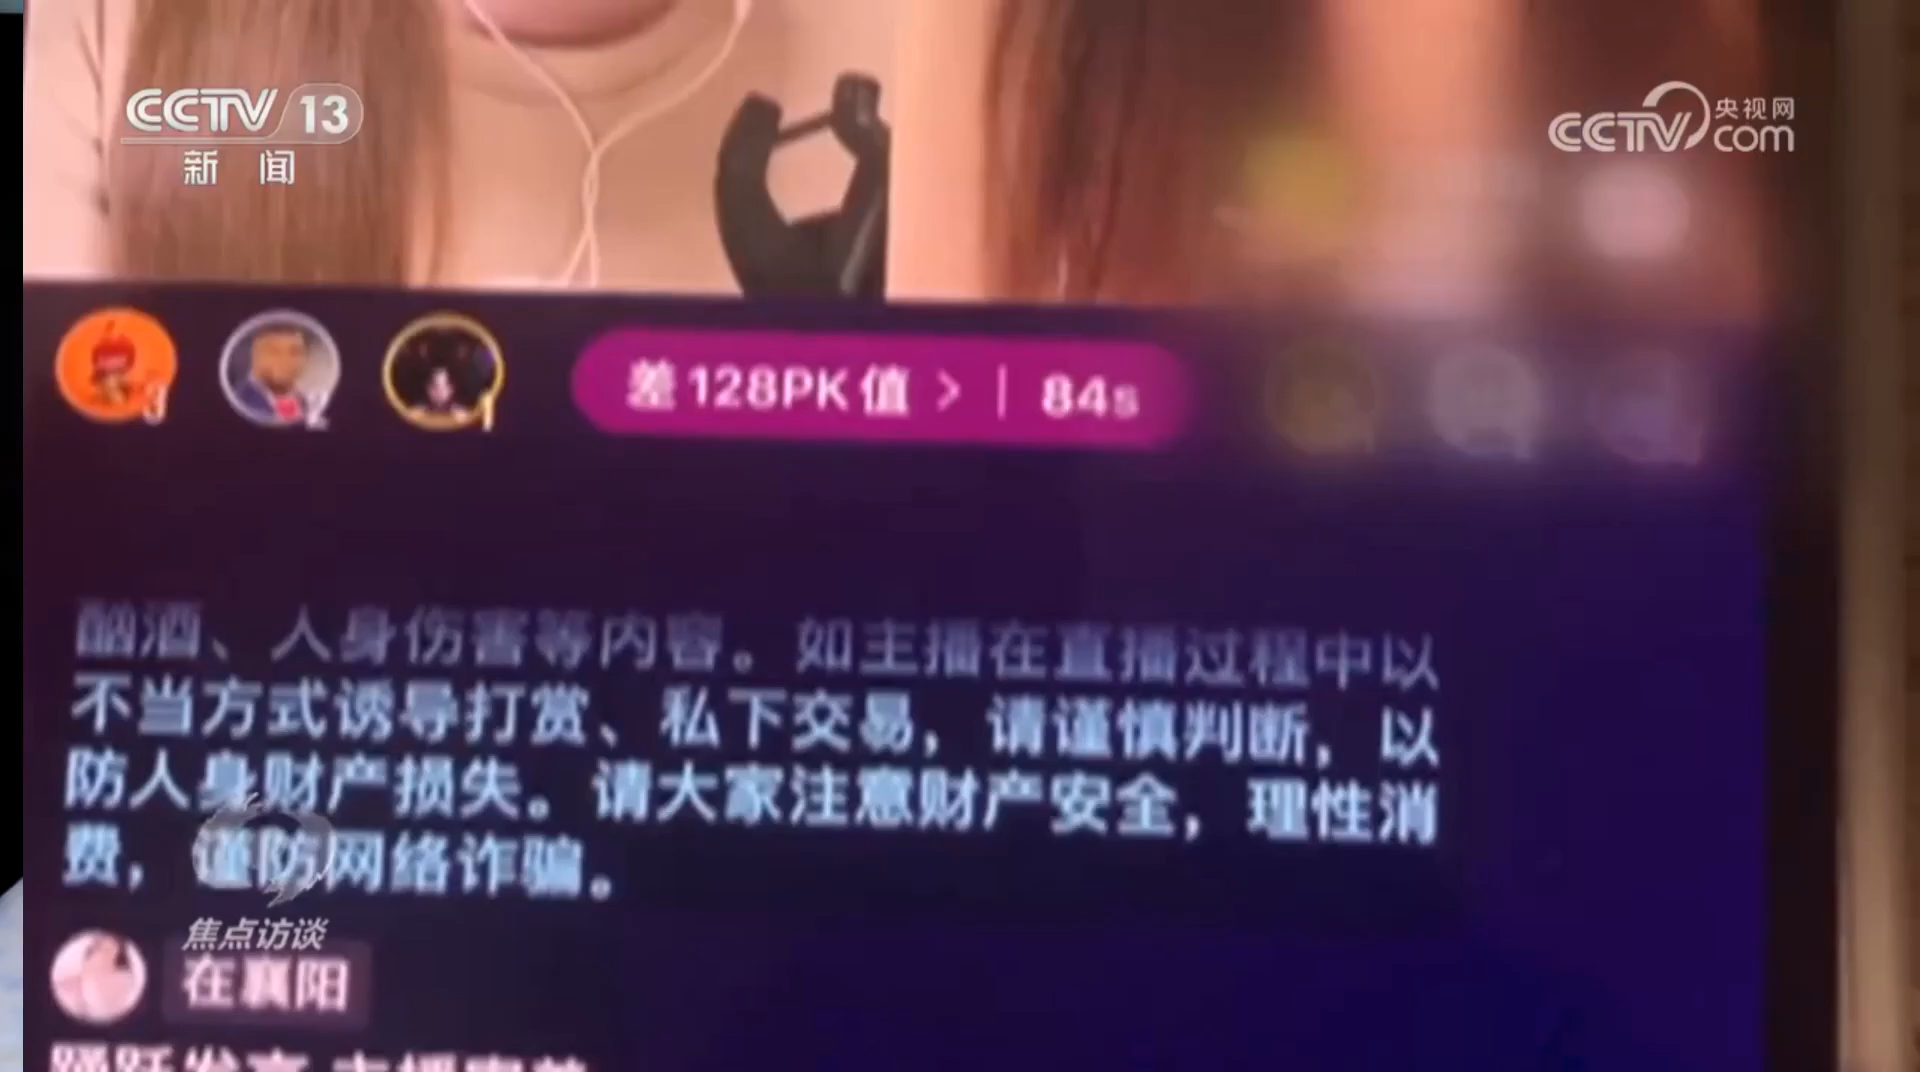 CCTV 13
新闻
央视网
CCTV com
3 2 1
差128PK值 > | 84s
酗酒、人身伤害等内容。如主播在直播过程中以
不当方式诱导打赏、私下交易，请谨慎判断，以
防人身财产损失。请大家注意财产安全，理性消
费，谨防网络诈骗。
焦点访谈
在襄阳